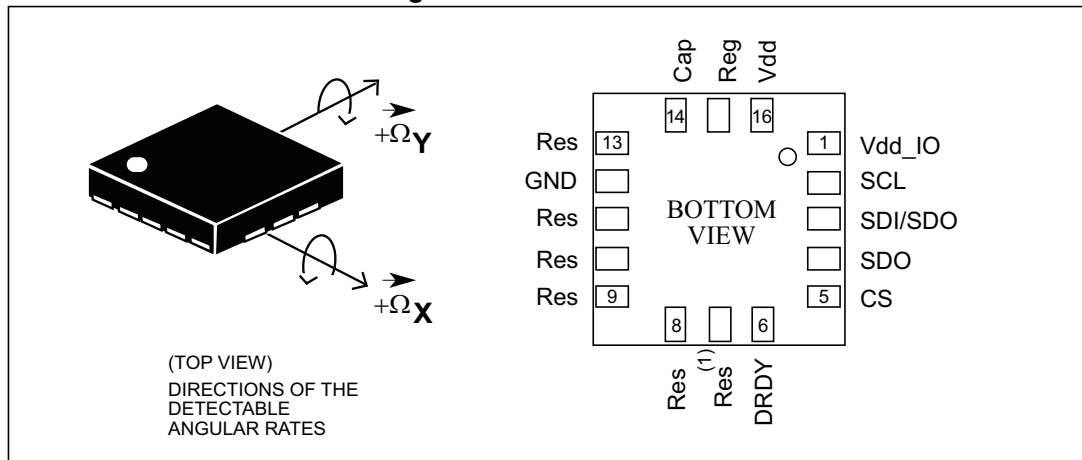 +ΩY
+ΩX
(TOP VIEW)
DIRECTIONS OF THE
DETECTABLE
ANGULAR RATES
Cap
Reg
Vdd
14
16
Res
13
1
Vdd_IO
GND
SCL
Res
BOTTOM
VIEW
SDI/SDO
Res
SDO
Res
9
5
CS
8
6
Res
Res (1)
DRDY